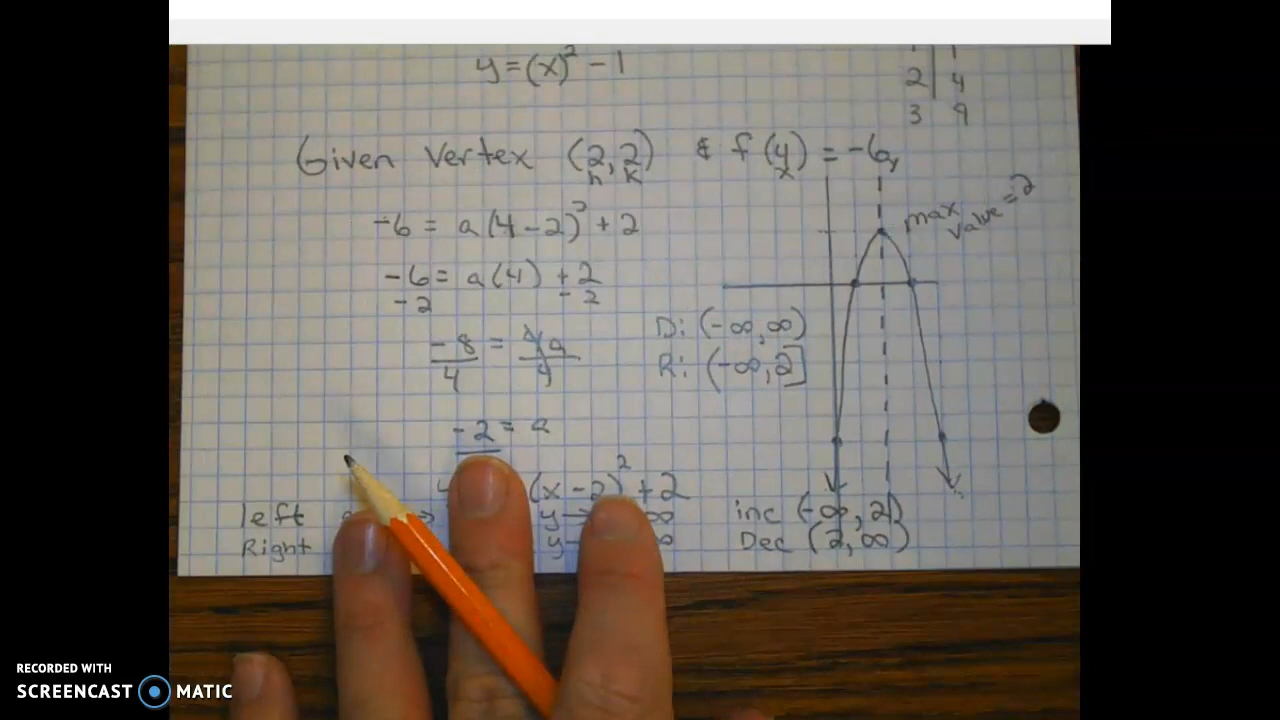 y = (x)² - 1
1 1
2 4
3 9
Given Vertex (2,2) & f(4) = -6
h k x y
-6 = a(4-2)² + 2
max value = 2
-6 = a(4) + 2
-2 -2
-8 = 4a
4 4
D: (-∞,∞)
R: (-∞,2]
-2 = a
(x-2)² + 2
left → y → ∞
Right y ∞
inc (-∞,2)
Dec (2,∞)
RECORDED WITH
SCREENCAST MATIC